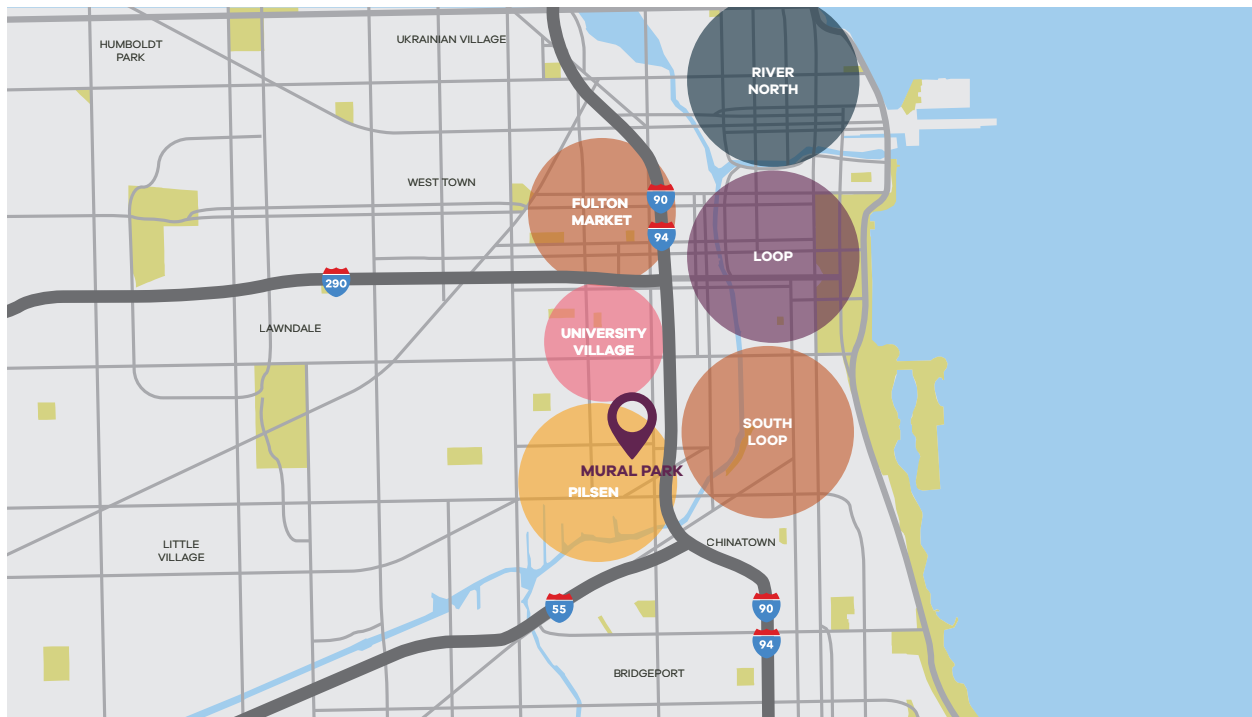 HUMBOLDT
PARK
UKRAINIAN VILLAGE
RIVER
NORTH
WEST TOWN
FULTON
MARKET
90
94
LOOP
290
LAWNDALE
UNIVERSITY
VILLAGE
SOUTH
LOOP
MURAL PARK
PILSEN
LITTLE
VILLAGE
CHINATOWN
55
90
94
BRIDGEPORT